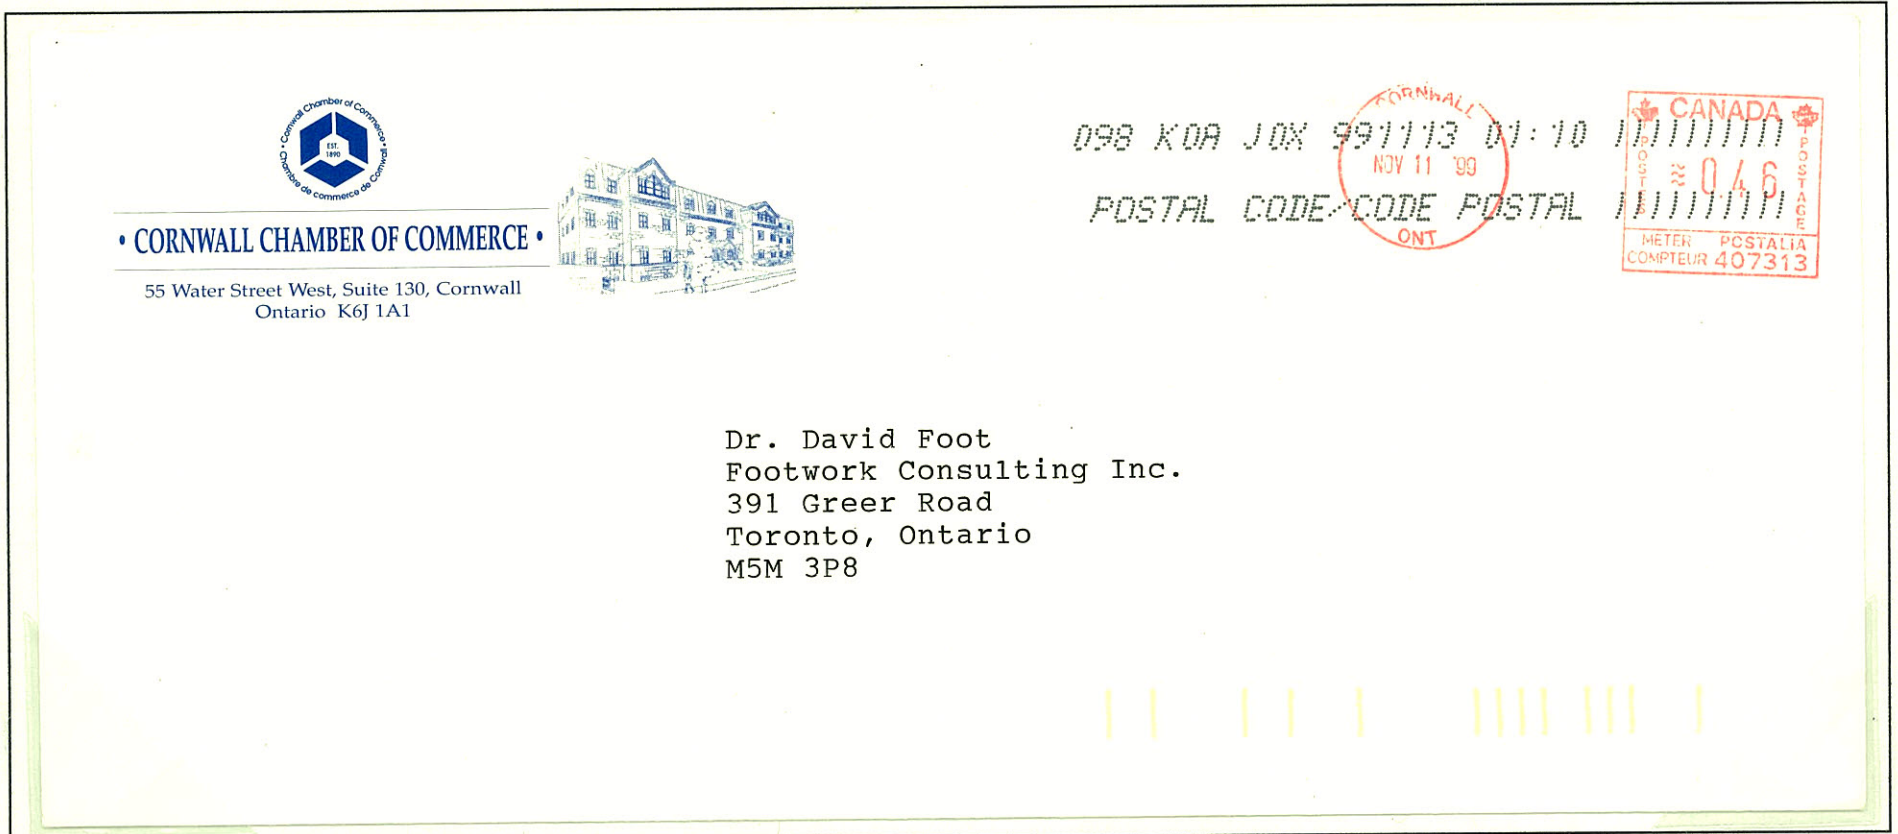 Cornwall Chamber of Commerce • Chambre de commerce de Cornwall •
EST.
1890
• CORNWALL CHAMBER OF COMMERCE •
55 Water Street West, Suite 130, Cornwall
Ontario K6J 1A1
098 K0A J0X 991113 01:10
POSTAL CODE/CODE POSTAL
CORNWALL
NOV 11 '99
ONT
CANADA
POSTES
046
POSTAGE
METER POSTALIA
COMPTEUR 407313
Dr. David Foot
Footwork Consulting Inc.
391 Greer Road
Toronto, Ontario
M5M 3P8